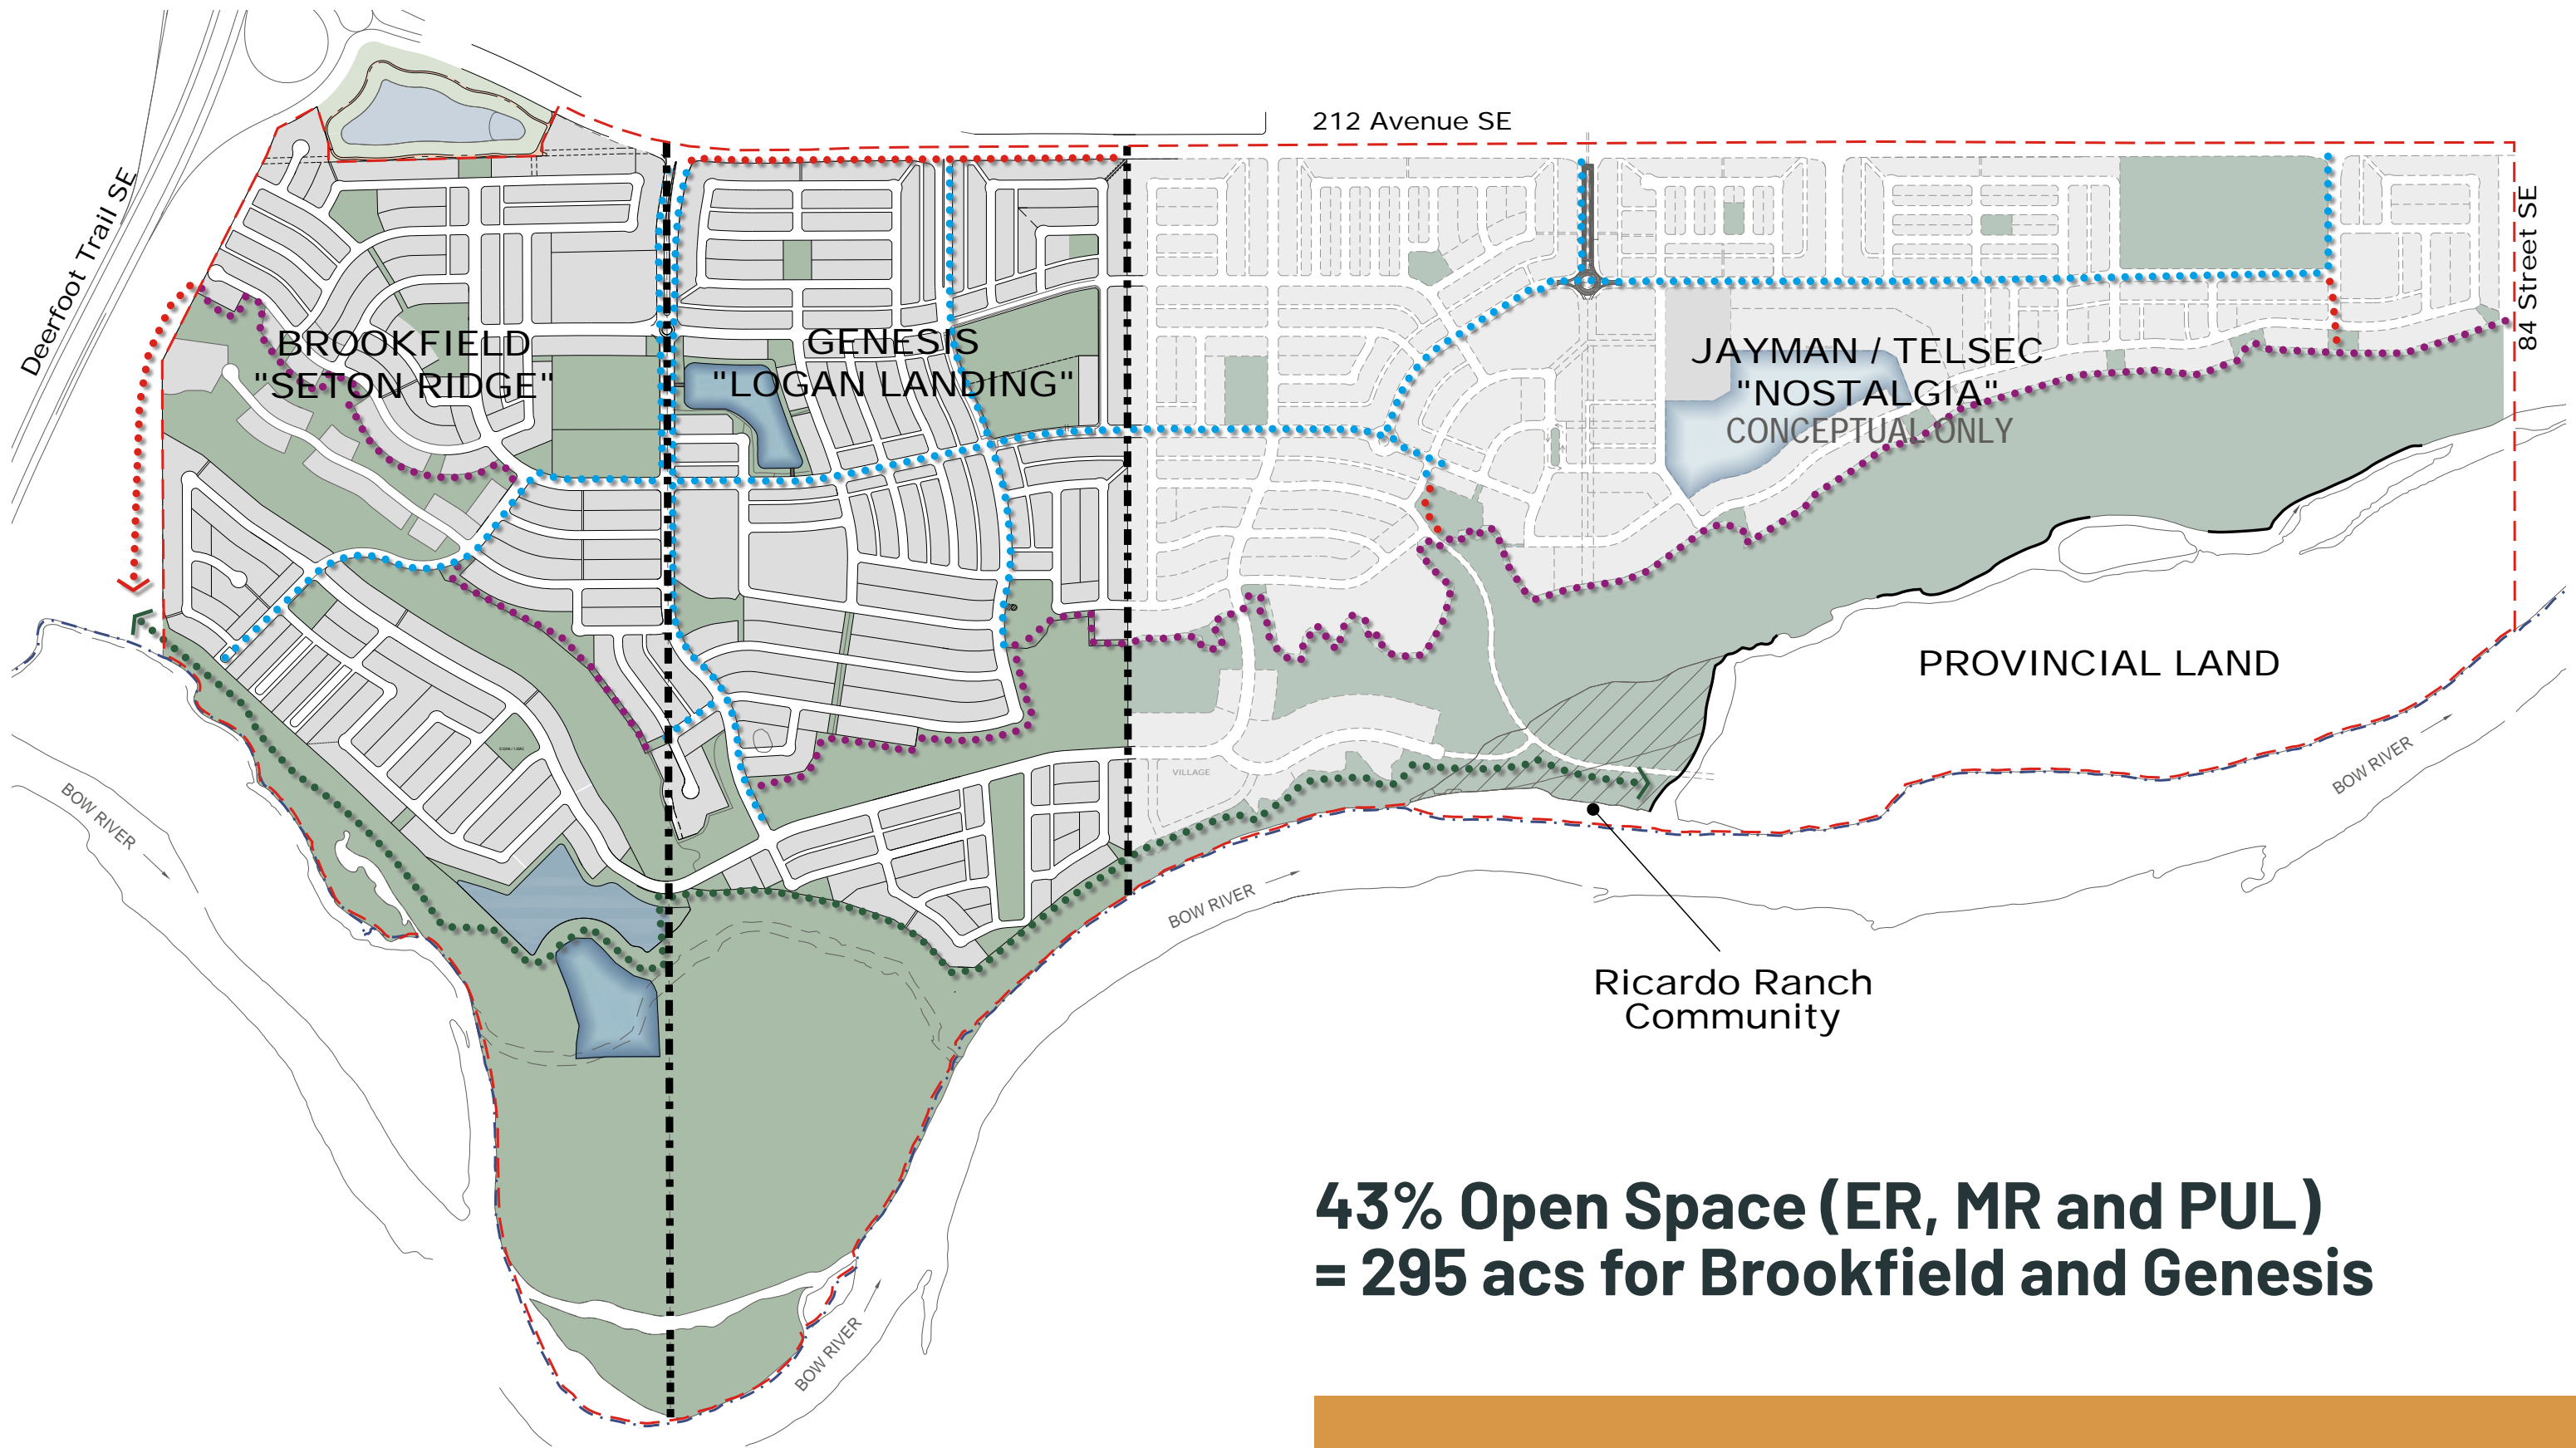 212 Avenue SE
Deerfoot Trail SE
84 Street SE
BROOKFIELD
"SETON RIDGE"
GENESIS
"LOGAN LANDING"
JAYMAN / TELSEC
"NOSTALGIA"
CONCEPTUAL ONLY
PROVINCIAL LAND
VILLAGE
BOW RIVER
BOW RIVER
BOW RIVER
BOW RIVER
Ricardo Ranch
Community
43% Open Space (ER, MR and PUL)
= 295 acs for Brookfield and Genesis